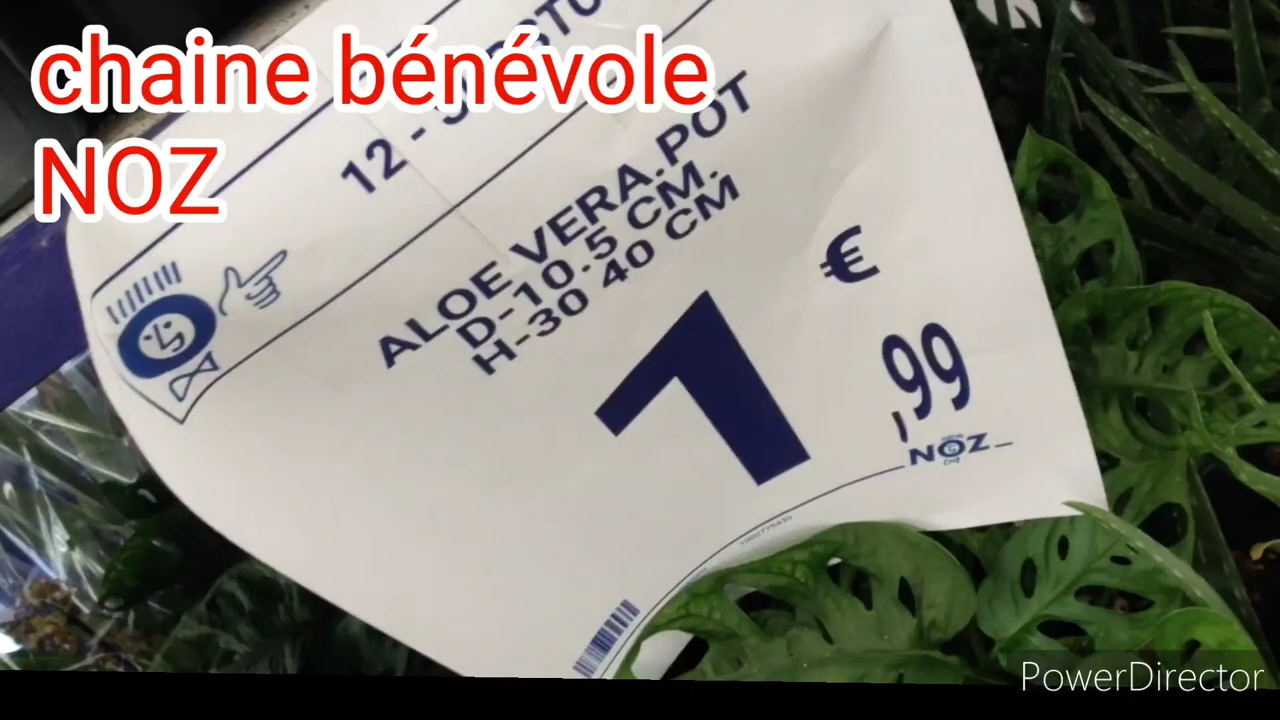 chaine bénévole
NOZ
12 -
ALOE VERA.POT
D-10.5 CM.
H-30 40 CM
1
€
,99
NOZ
PowerDirector